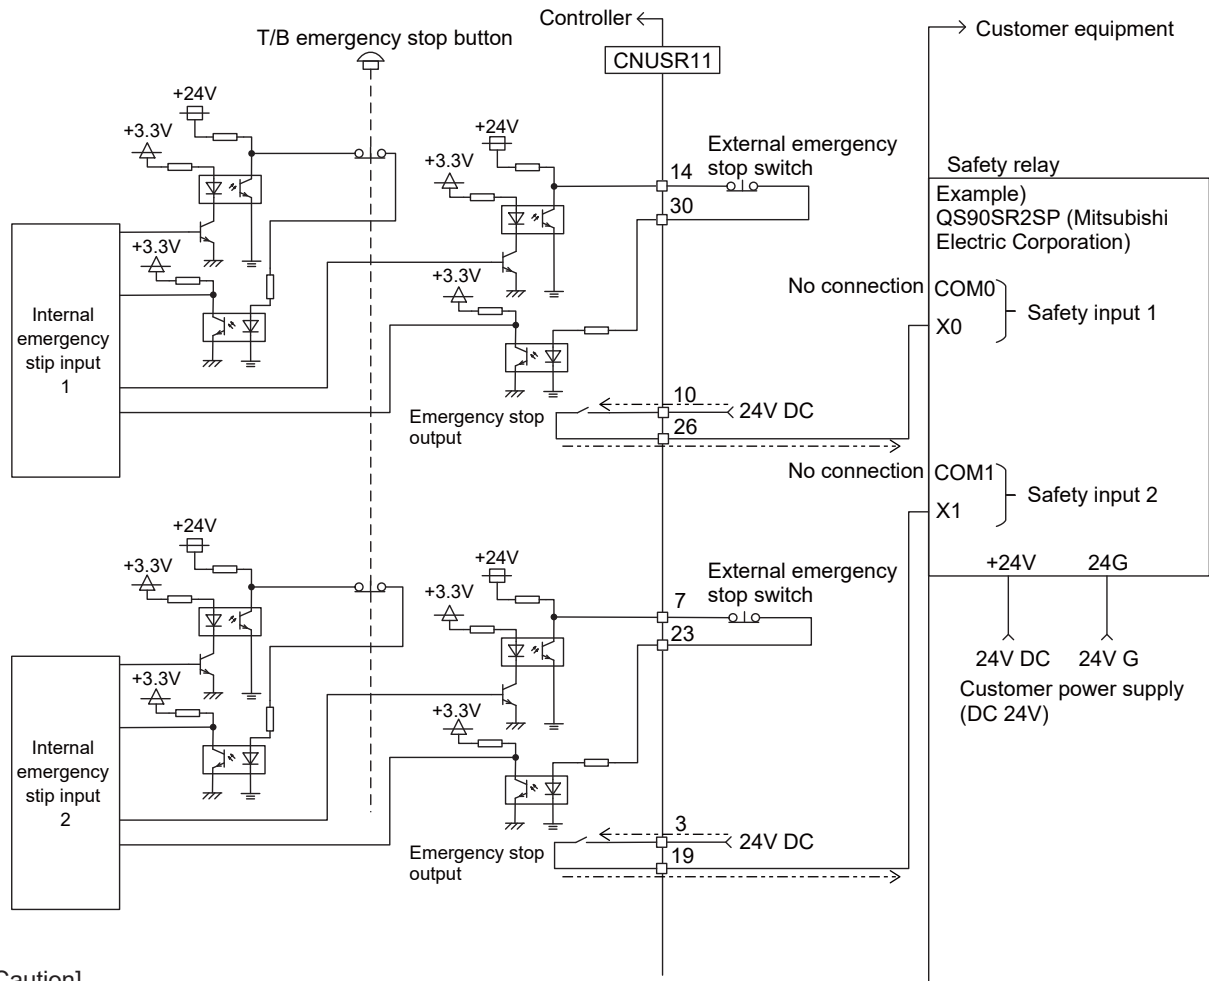 Controller
T/B emergency stop button
CNUSR11
Customer equipment
+24V
+3.3V
+24V
+3.3V
External emergency
stop switch
14
30
Safety relay
Example)
QS90SR2SP (Mitsubishi
Electric Corporation)
+3.3V
+3.3V
Internal
emergency
stip input
1
No connection
COM0
X0
Safety input 1
10
24V DC
26
Emergency stop
output
No connection
COM1
X1
Safety input 2
+24V
+3.3V
+24V
+3.3V
External emergency
stop switch
7
23
+24V
24G
24V DC
24V G
Customer power supply
(DC 24V)
+3.3V
+3.3V
Internal
emergency
stip input
2
3
24V DC
19
Emergency stop
output
Caution]